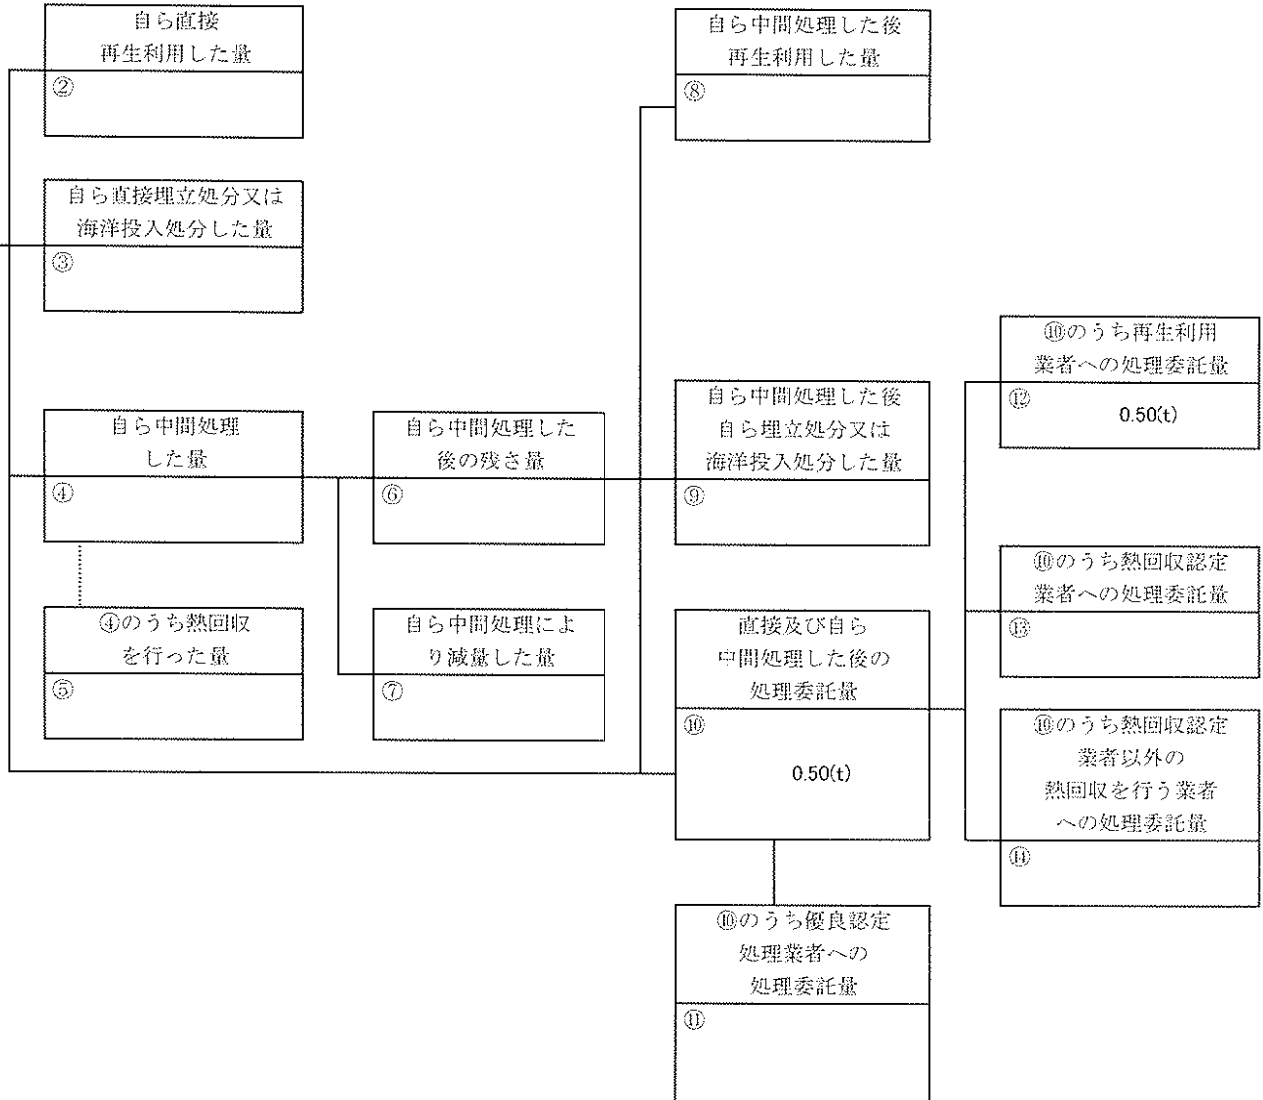 自ら直接
再生利用した量
②
自ら直接埋立処分又は
海洋投入処分した量
③
自ら中間処理
した量
④
④のうち熱回収
を行った量
⑤
自ら中間処理した
後の残さ量
⑥
自ら中間処理によ
り減量した量
⑦
自ら中間処理した後
再生利用した量
⑧
自ら中間処理した後
自ら埋立処分又は
海洋投入処分した量
⑨
直接及び自ら
中間処理した後の
処理委託量
⑩
0.50(t)
⑩のうち優良認定
処理業者への
処理委託量
⑪
⑩のうち再生利用
業者への処理委託量
⑫
0.50(t)
⑩のうち熱回収認定
業者への処理委託量
⑬
⑩のうち熱回収認定
業者以外の
熱回収を行う業者
への処理委託量
⑭